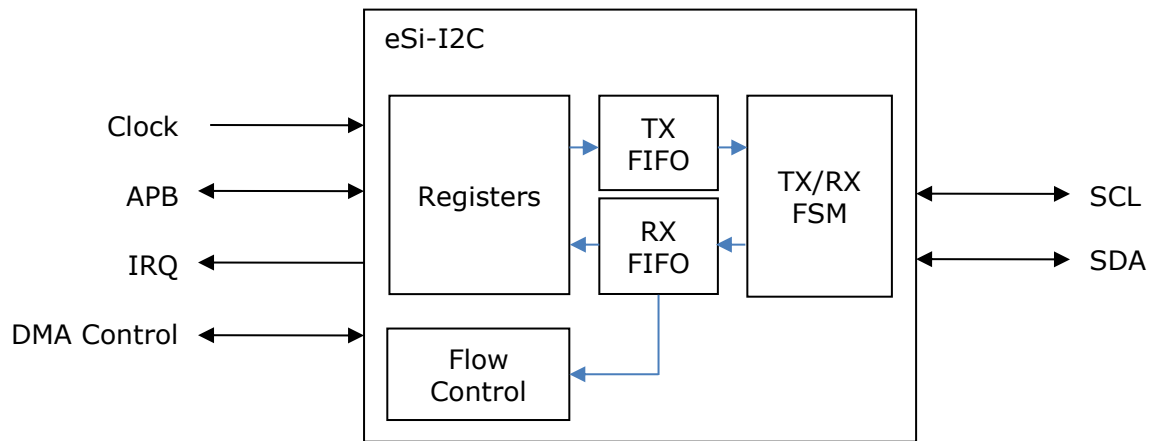 eSi-I2C
Clock
APB
IRQ
DMA Control
Registers
TX
FIFO
RX
FIFO
TX/RX
FSM
Flow
Control
SCL
SDA